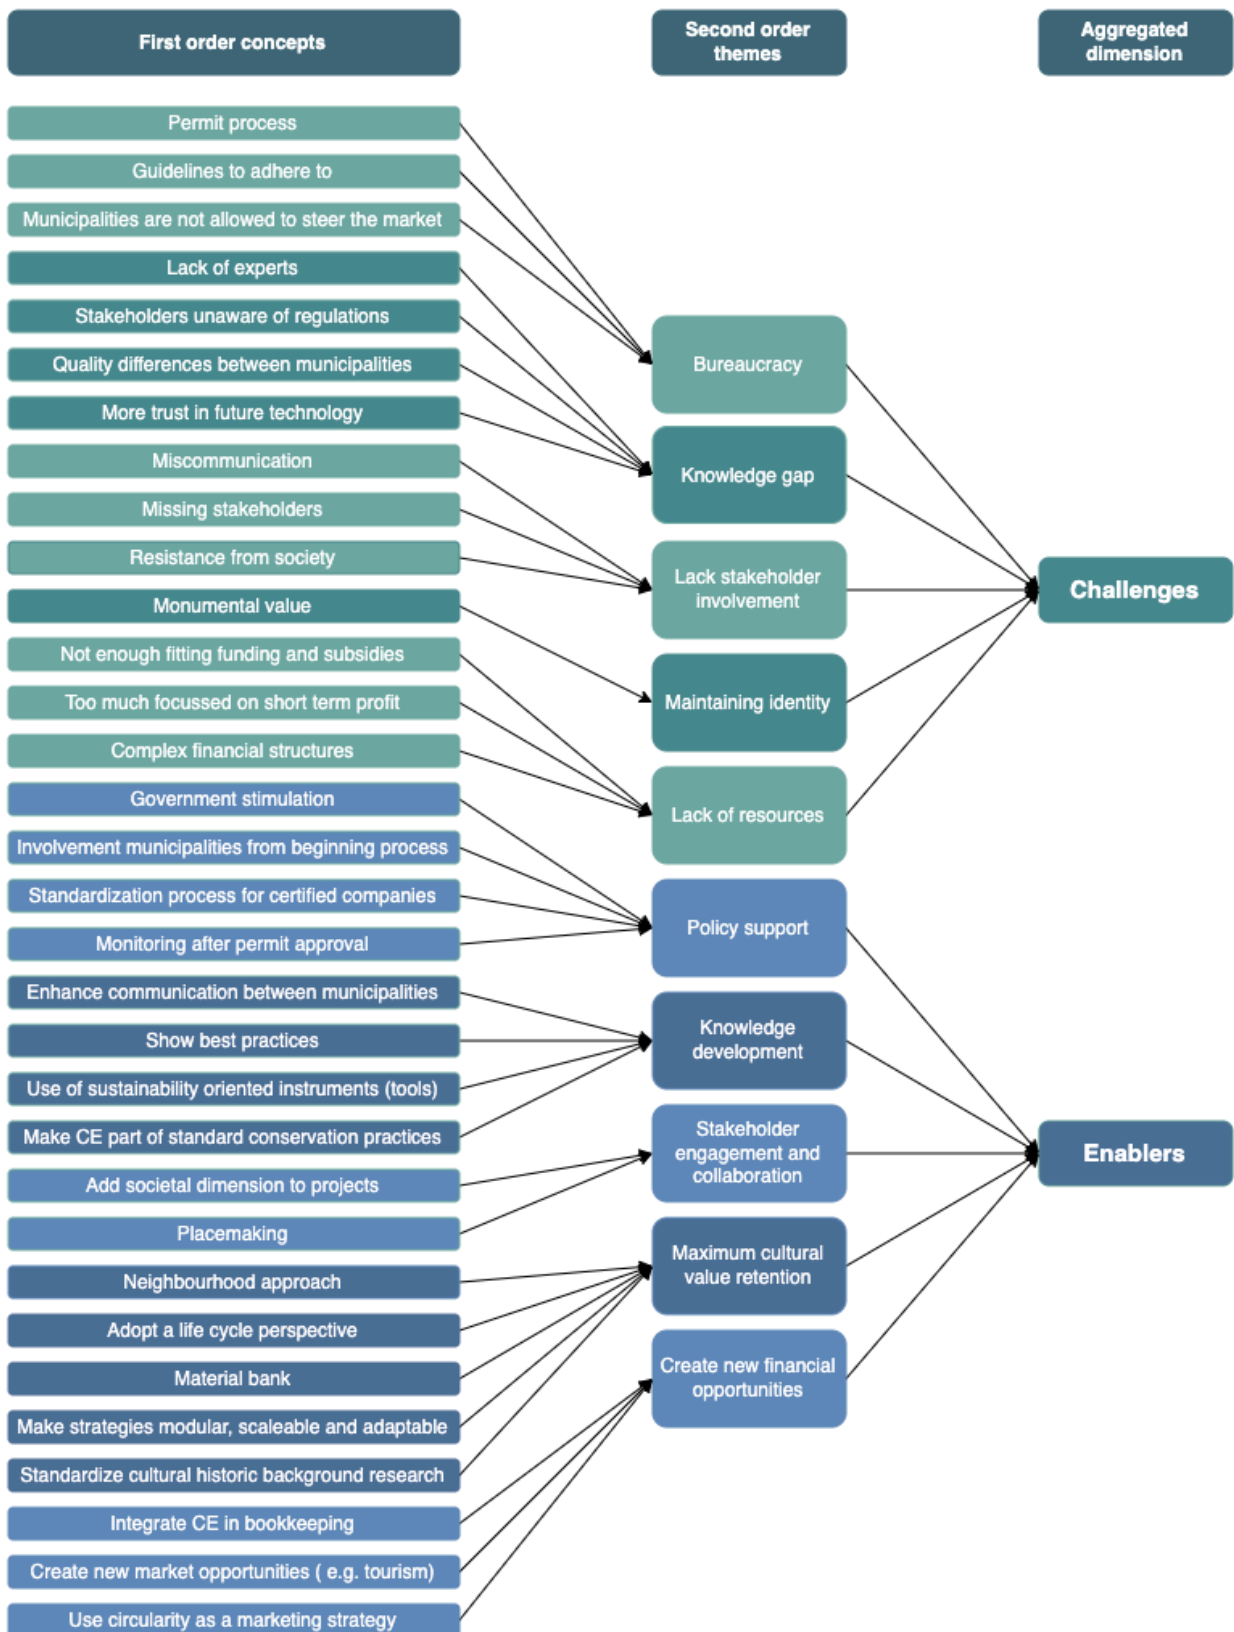 First order concepts
Second order
themes
Aggregated
dimension
Permit process
Guidelines to adhere to
Municipalities are not allowed to steer the market
Lack of experts
Stakeholders unaware of regulations
Quality differences between municipalities
More trust in future technology
Miscommunication
Missing stakeholders
Resistance from society
Monumental value
Not enough fitting funding and subsidies
Too much focussed on short term profit
Complex financial structures
Government stimulation
Involvement municipalities from beginning process
Standardization process for certified companies
Monitoring after permit approval
Enhance communication between municipalities
Show best practices
Use of sustainability oriented instruments (tools)
Make CE part of standard conservation practices
Add societal dimension to projects
Placemaking
Neighbourhood approach
Adopt a life cycle perspective
Material bank
Make strategies modular, scaleable and adaptable
Standardize cultural historic background research
Integrate CE in bookkeeping
Create new market opportunities ( e.g. tourism)
Use circularity as a marketing strategy
Bureaucracy
Knowledge gap
Lack stakeholder
involvement
Maintaining identity
Lack of resources
Policy support
Knowledge
development
Stakeholder
engagement and
collaboration
Maximum cultural
value retention
Create new financial
opportunities
Challenges
Enablers